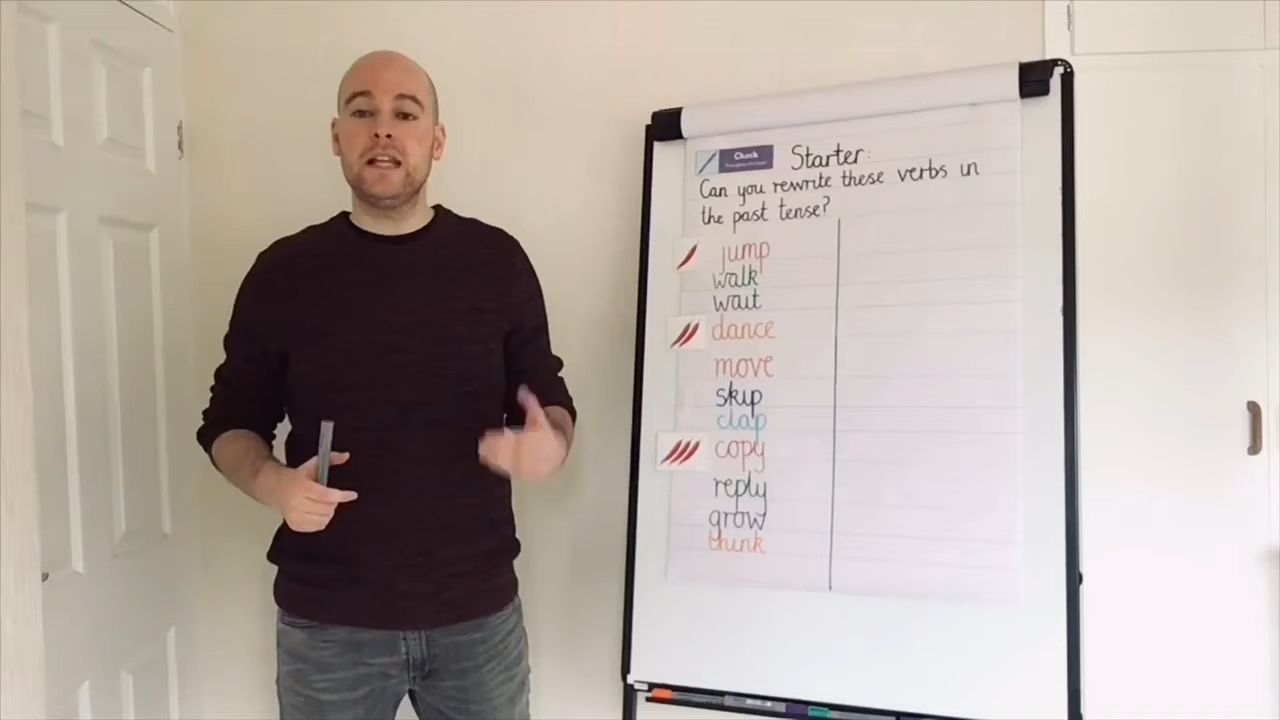 Check
Starter:
Can you rewrite these verbs in
the past tense?
jump
walk
wait
dance
move
skip
clap
copy
reply
grow
think